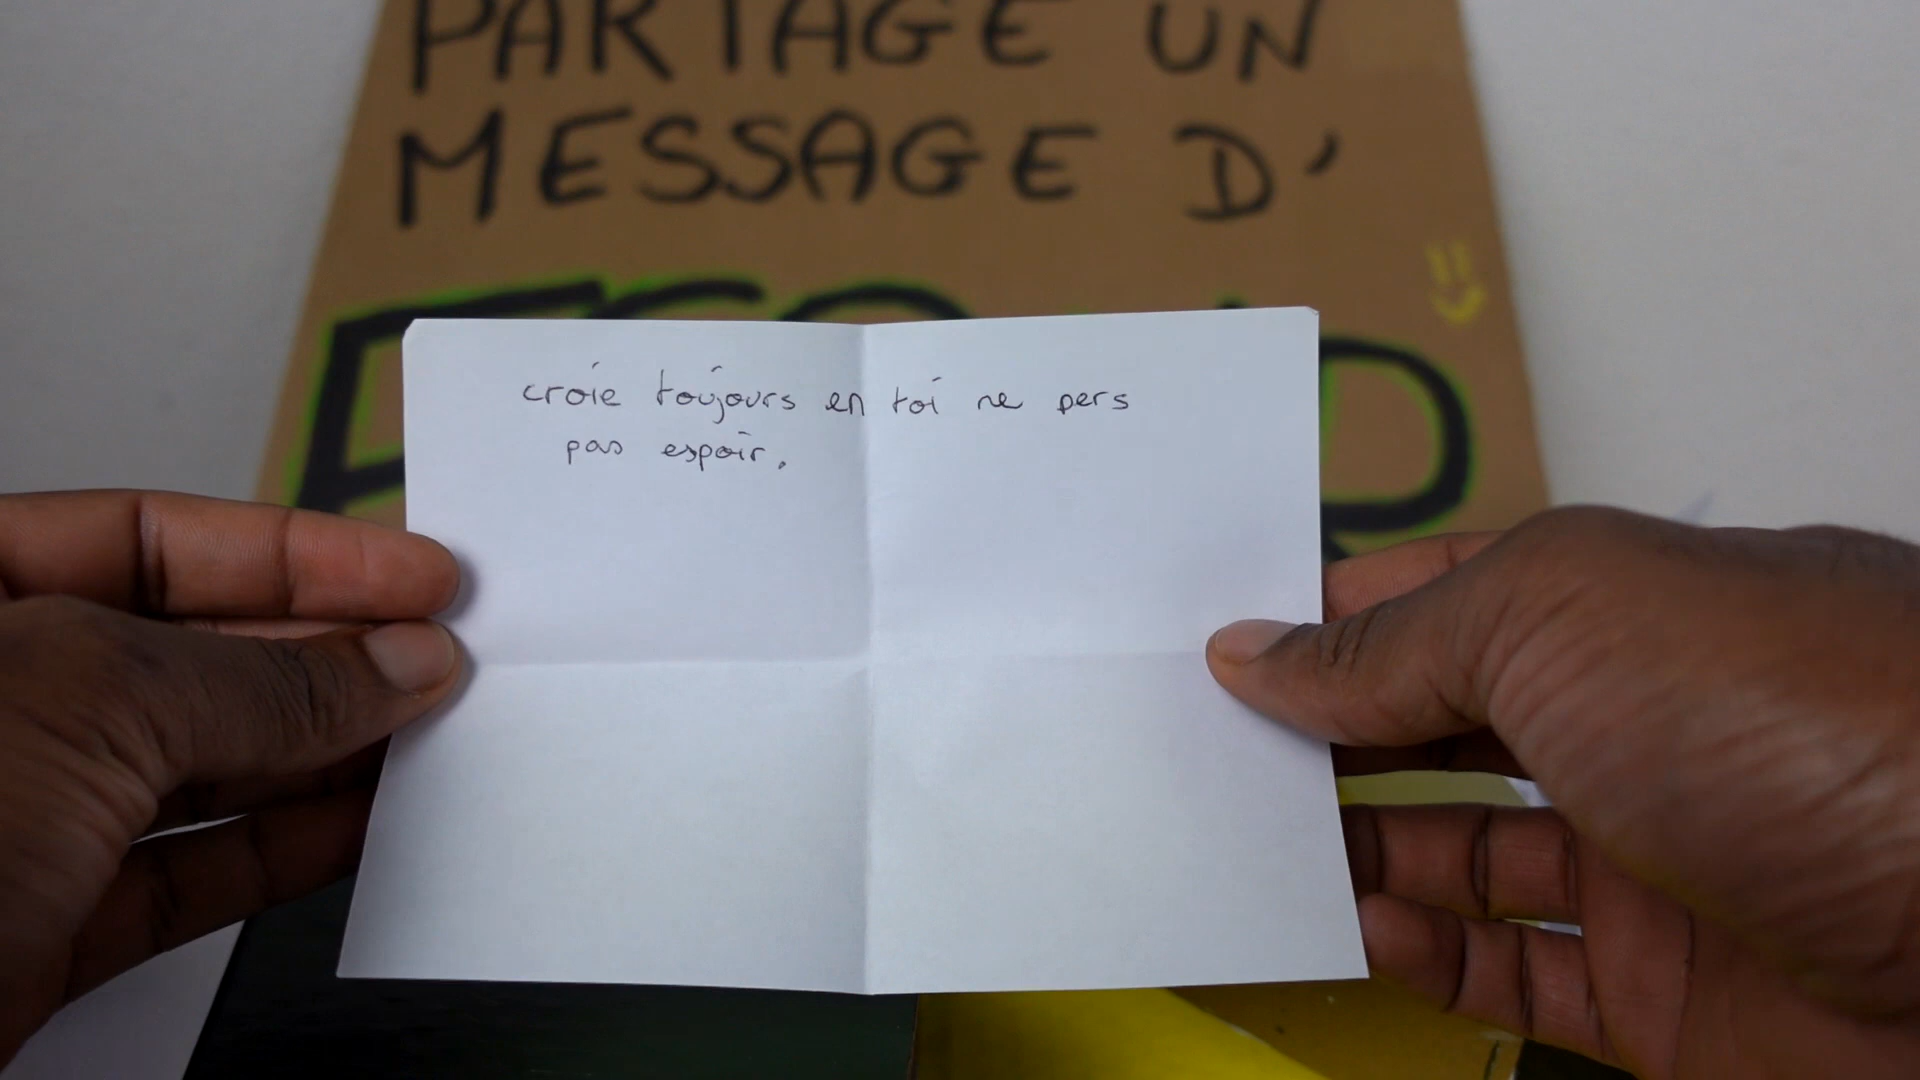 PARTAGE UN
MESSAGE D'
croie toujours en toi ne pers
pas espoir.